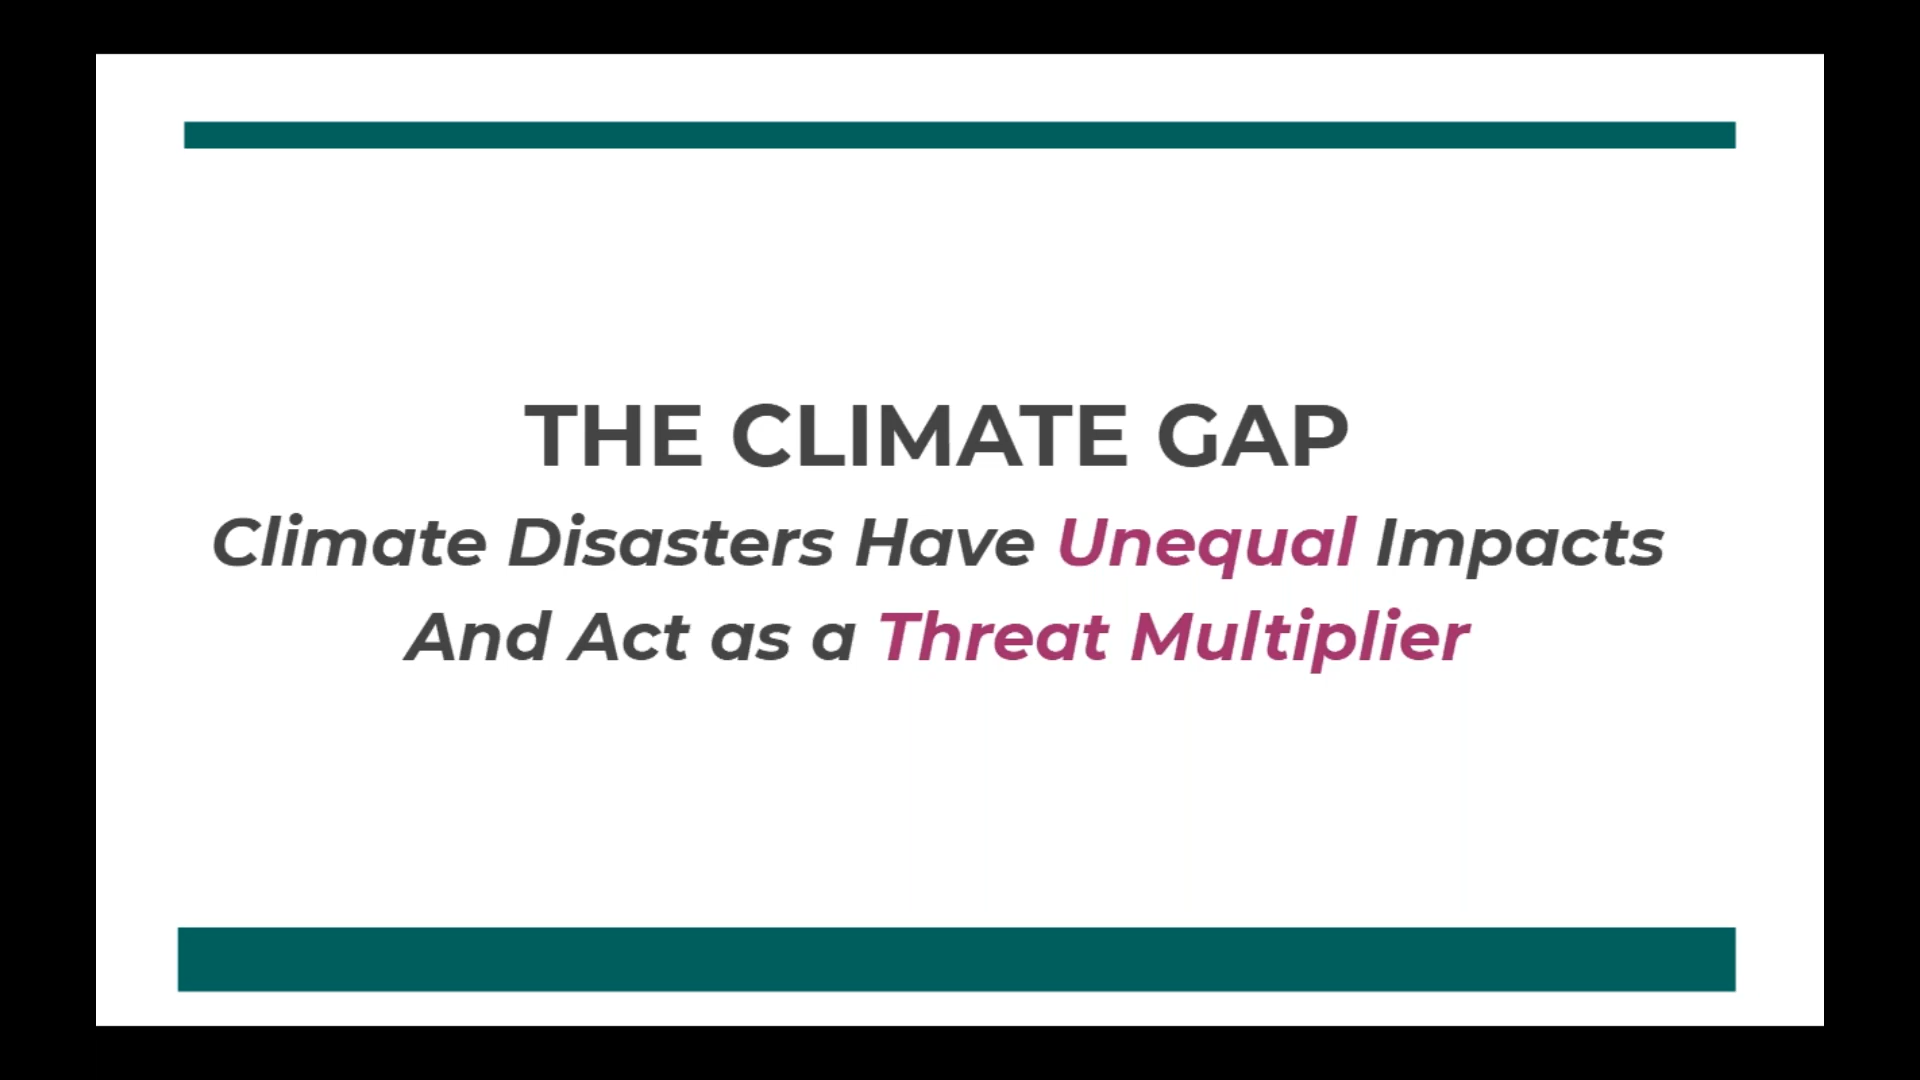 THE CLIMATE GAP
Climate Disasters Have Unequal Impacts
And Act as a Threat Multiplier